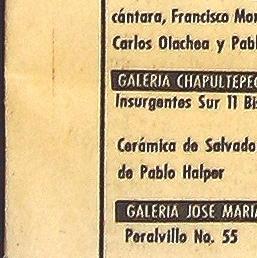 cántara, Francisco Mor
Carlos Olachea y Pabl
GALERIA CHAPULTEPEC
Insurgentes Sur 11 Bi
Cerámica de Salvado
de Pablo Halper
GALERIA JOSE MARIA
Peralvillo No. 55